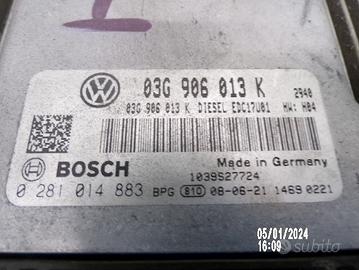 03G 906 013 K
2940
03G 906 013 K DIESEL EDC17U01 HW: H04
BOSCH
Made in Germany
1039S27724
0 281 014 883 BPG 810 08-06-21 1469 0221
05/01/2024
16:09
subito